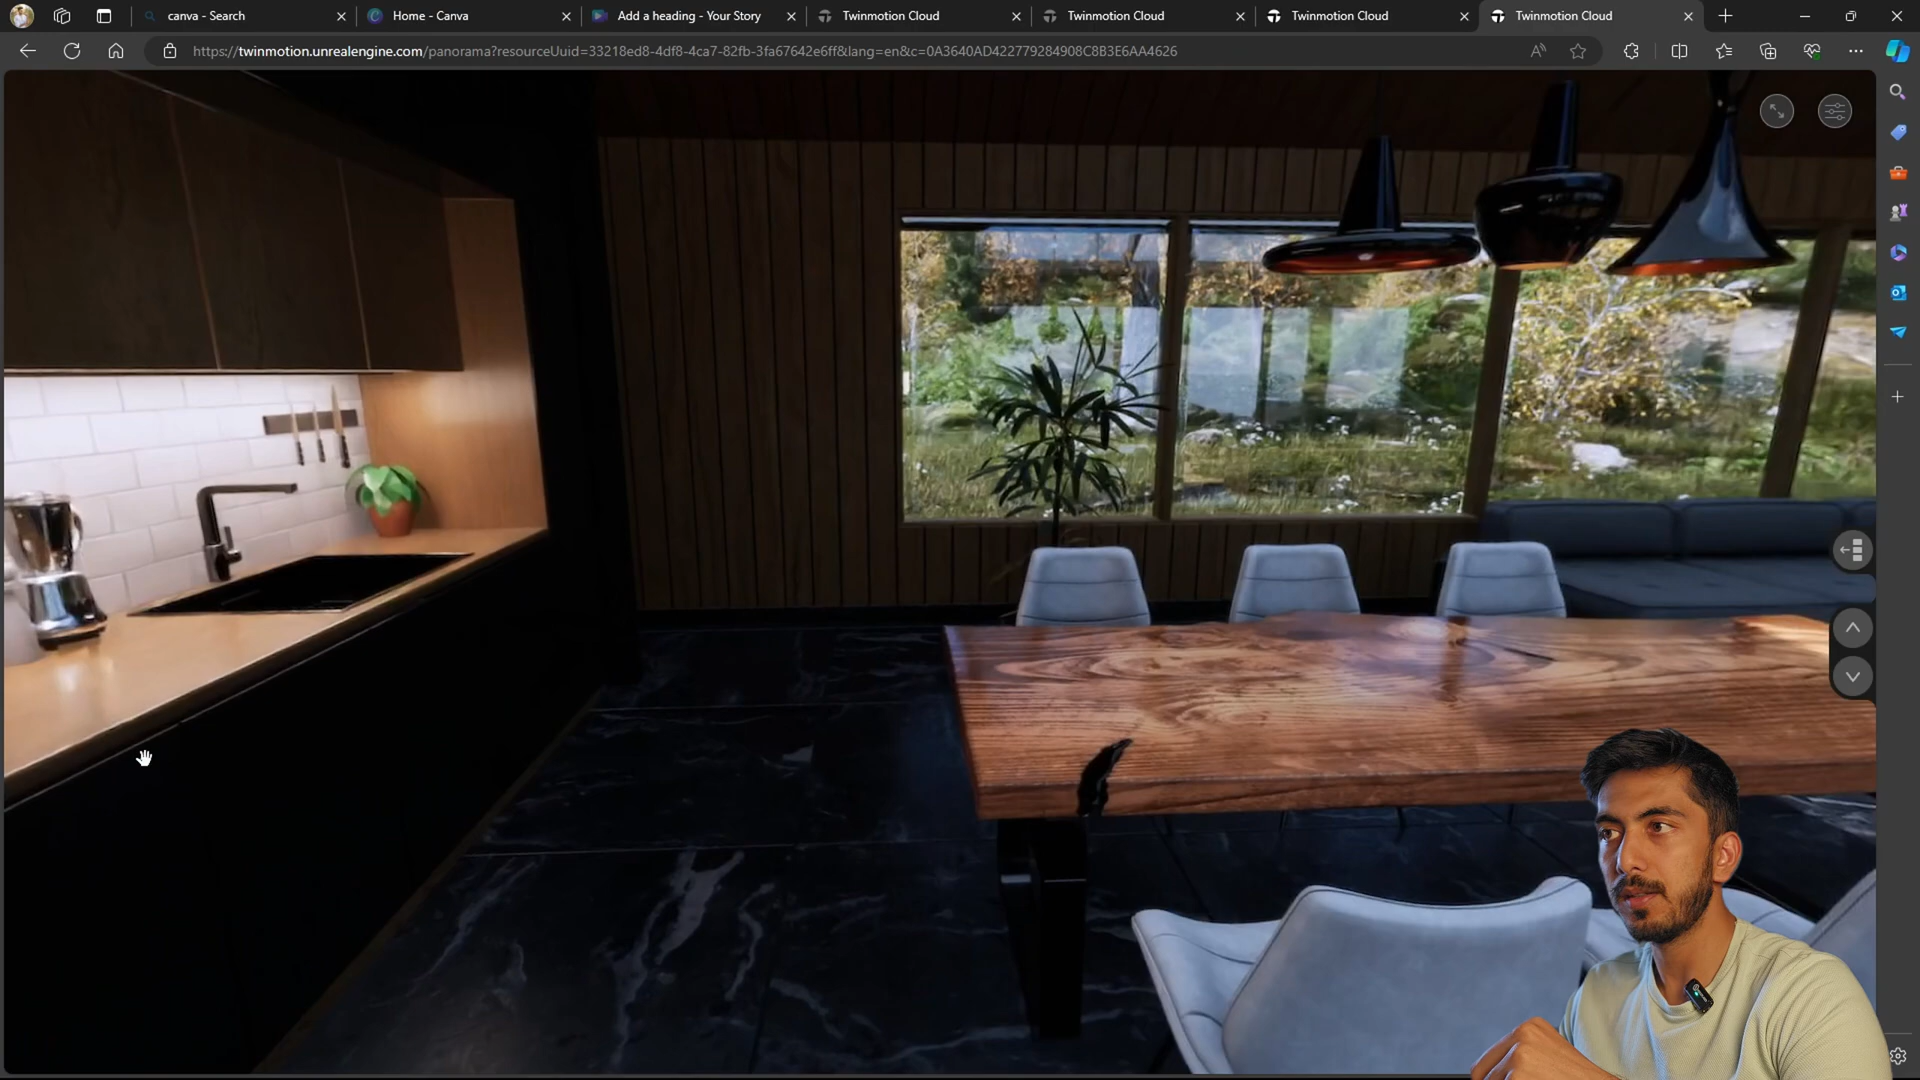 canva - Search
Home - Canva
Add a heading - Your Story
Twinmotion Cloud
Twinmotion Cloud
Twinmotion Cloud
Twinmotion Cloud
https://twinmotion.unrealengine.com/panorama?resourceUuid=33218ed8-4df8-4ca7-82fb-3fa67642e6ff&lang=en&c=0A3640AD422779284908C8B3E6AA4626